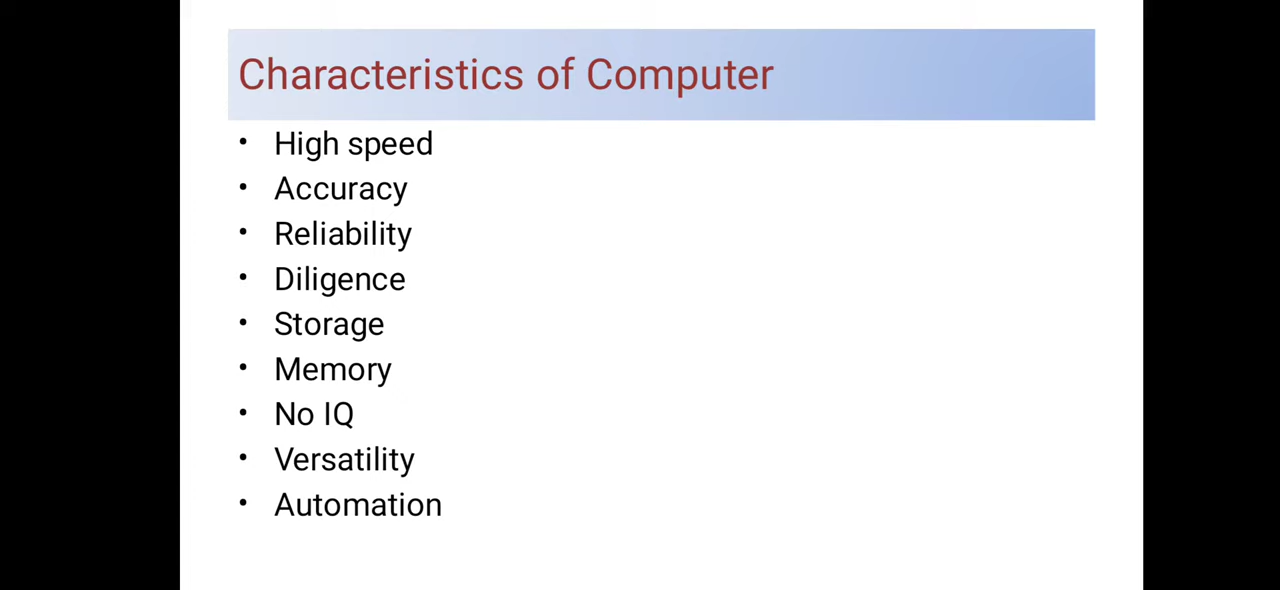 Characteristics of Computer
• High speed
• Accuracy
• Reliability
• Diligence
• Storage
• Memory
• No IQ
• Versatility
• Automation